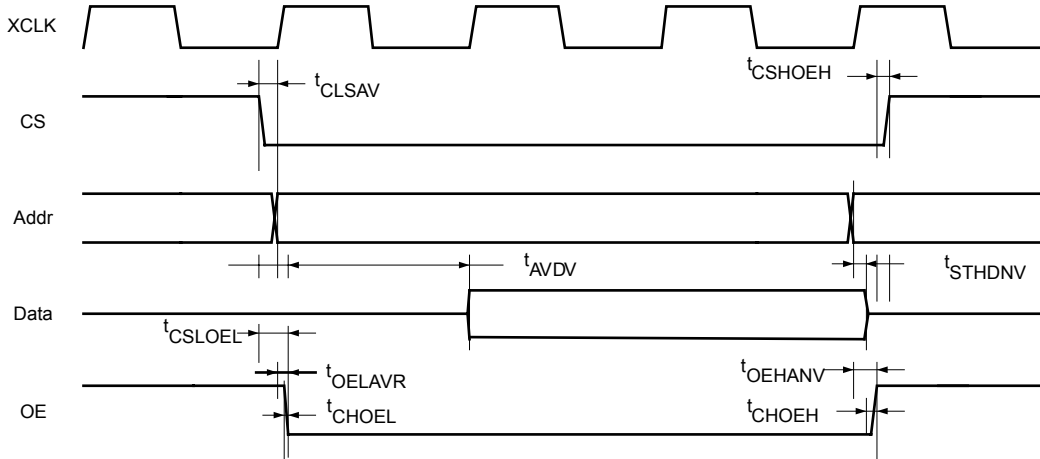 XCLK
tCLSAV
tCSHOEH
CS
Addr
tAVDV
tSTHDNV
Data
tCSLOEL
tOELAVR
tOEHANV
OE
tCHOEL
tCHOEH